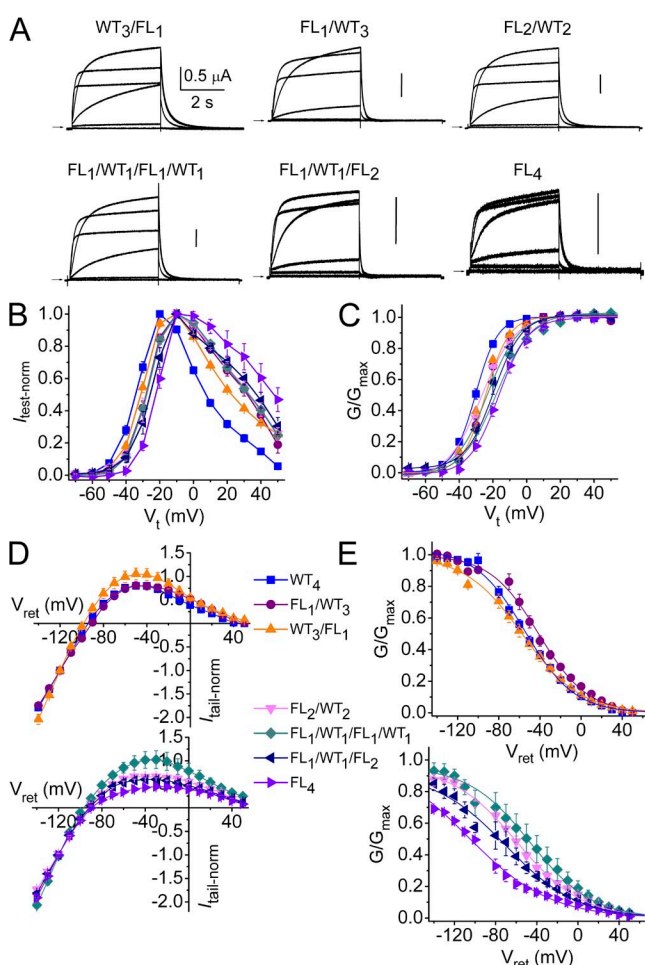 A
WT3/FL1
FL1/WT3
FL2/WT2
0.5 μA
2 s
FL1/WT1/FL1/WT1
FL1/WT1/FL2
FL4
B
1.0
0.8
0.6
0.4
0.2
0.0
Itest-norm
-60 -40 -20 0 20 40
Vt (mV)
C
1.0
0.8
0.6
0.4
0.2
0.0
G/Gmax
-60 -40 -20 0 20 40
Vt (mV)
D
1.5
1.0
0.5
Vret (mV)
-120 -80 -40 0 40
-0.5
-1.0
-1.5
-2.0
Itail-norm
WT4
FL1/WT3
WT3/FL1
E
1.0
0.8
0.6
0.4
0.2
0.0
G/Gmax
-120 -80 -40 0 40
Vret (mV)
FL2/WT2
FL1/WT1/FL1/WT1
FL1/WT1/FL2
FL4
1.5
1.0
0.5
Vret (mV)
-120 -80 -40 0 40
-0.5
-1.0
-1.5
-2.0
Itail-norm
1.0
0.8
0.6
0.4
0.2
0.0
G/Gmax
-120 -80 -40 0 40
Vret (mV)